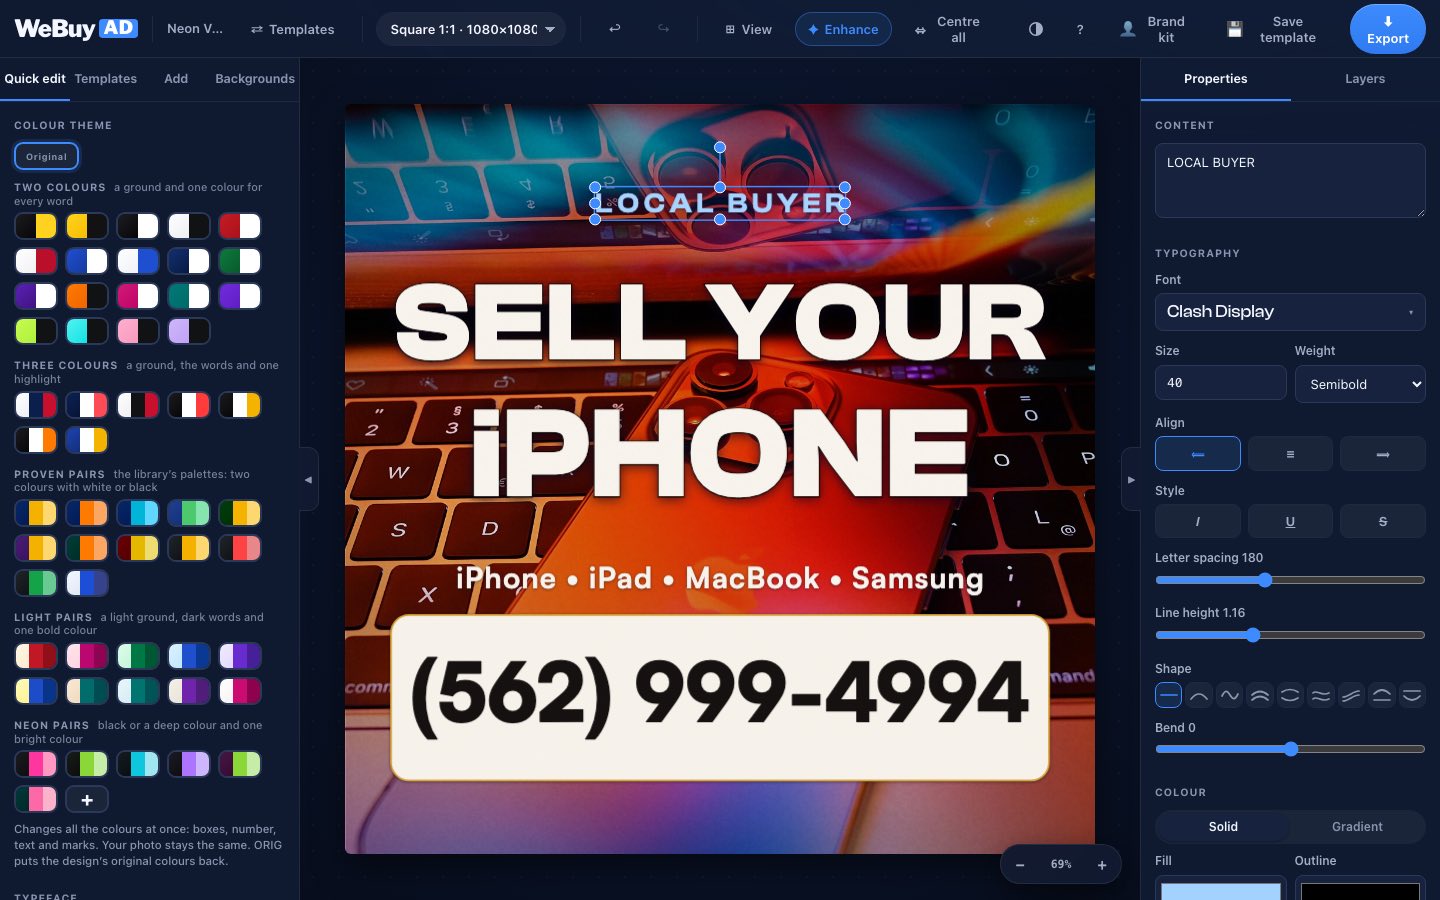 WeBuy AD
Neon V...
⇄ Templates
Square 1:1 · 1080×1080
View
Enhance
Centre all
?
Brand kit
Save template
Export
Quick edit
Templates
Add
Backgrounds
COLOUR THEME
Original
TWO COLOURS a ground and one colour for
every word
THREE COLOURS a ground, the words and one
highlight
PROVEN PAIRS the library's palettes: two
colours with white or black
LIGHT PAIRS a light ground, dark words and
one bold colour
NEON PAIRS black or a deep colour and one
bright colour
+
Changes all the colours at once: boxes, number,
text and marks. Your photo stays the same. ORIG
puts the design's original colours back.
TYPEFACE
LOCAL BUYER
SELL YOUR
iPHONE
iPhone • iPad • MacBook • Samsung
(562) 999-4994
− 69% +
Properties
Layers
CONTENT
LOCAL BUYER
TYPOGRAPHY
Font
Clash Display
Size
Weight
40
Semibold
Align
Style
I U S
Letter spacing 180
Line height 1.16
Shape
Bend 0
COLOUR
Solid
Gradient
Fill
Outline